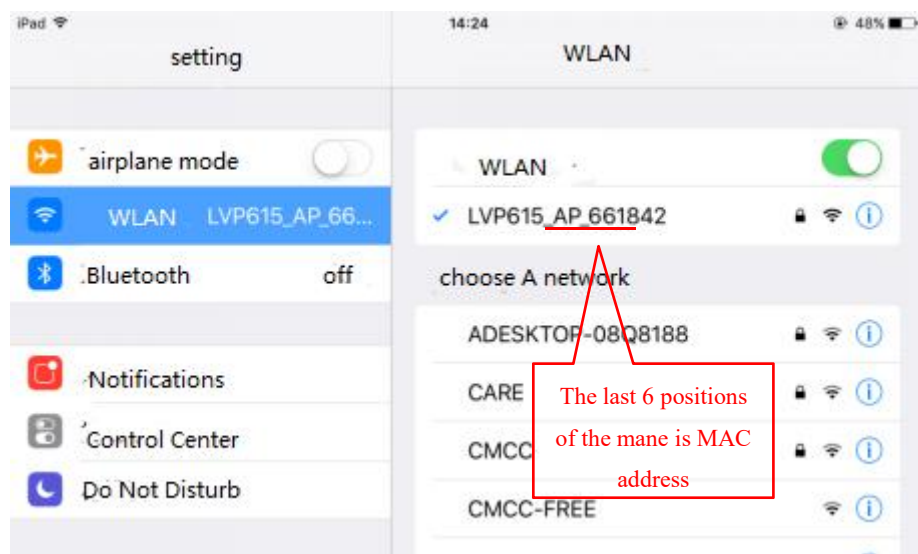 iPad 14:24 48%
setting
WLAN
airplane mode
WLAN LVP615_AP_66...
Bluetooth off
Notifications
Control Center
Do Not Disturb
WLAN
LVP615_AP_661842
choose A network
ADESKTOP-08Q8188
CARE
CMCC
CMCC-FREE
The last 6 positions
of the mane is MAC
address